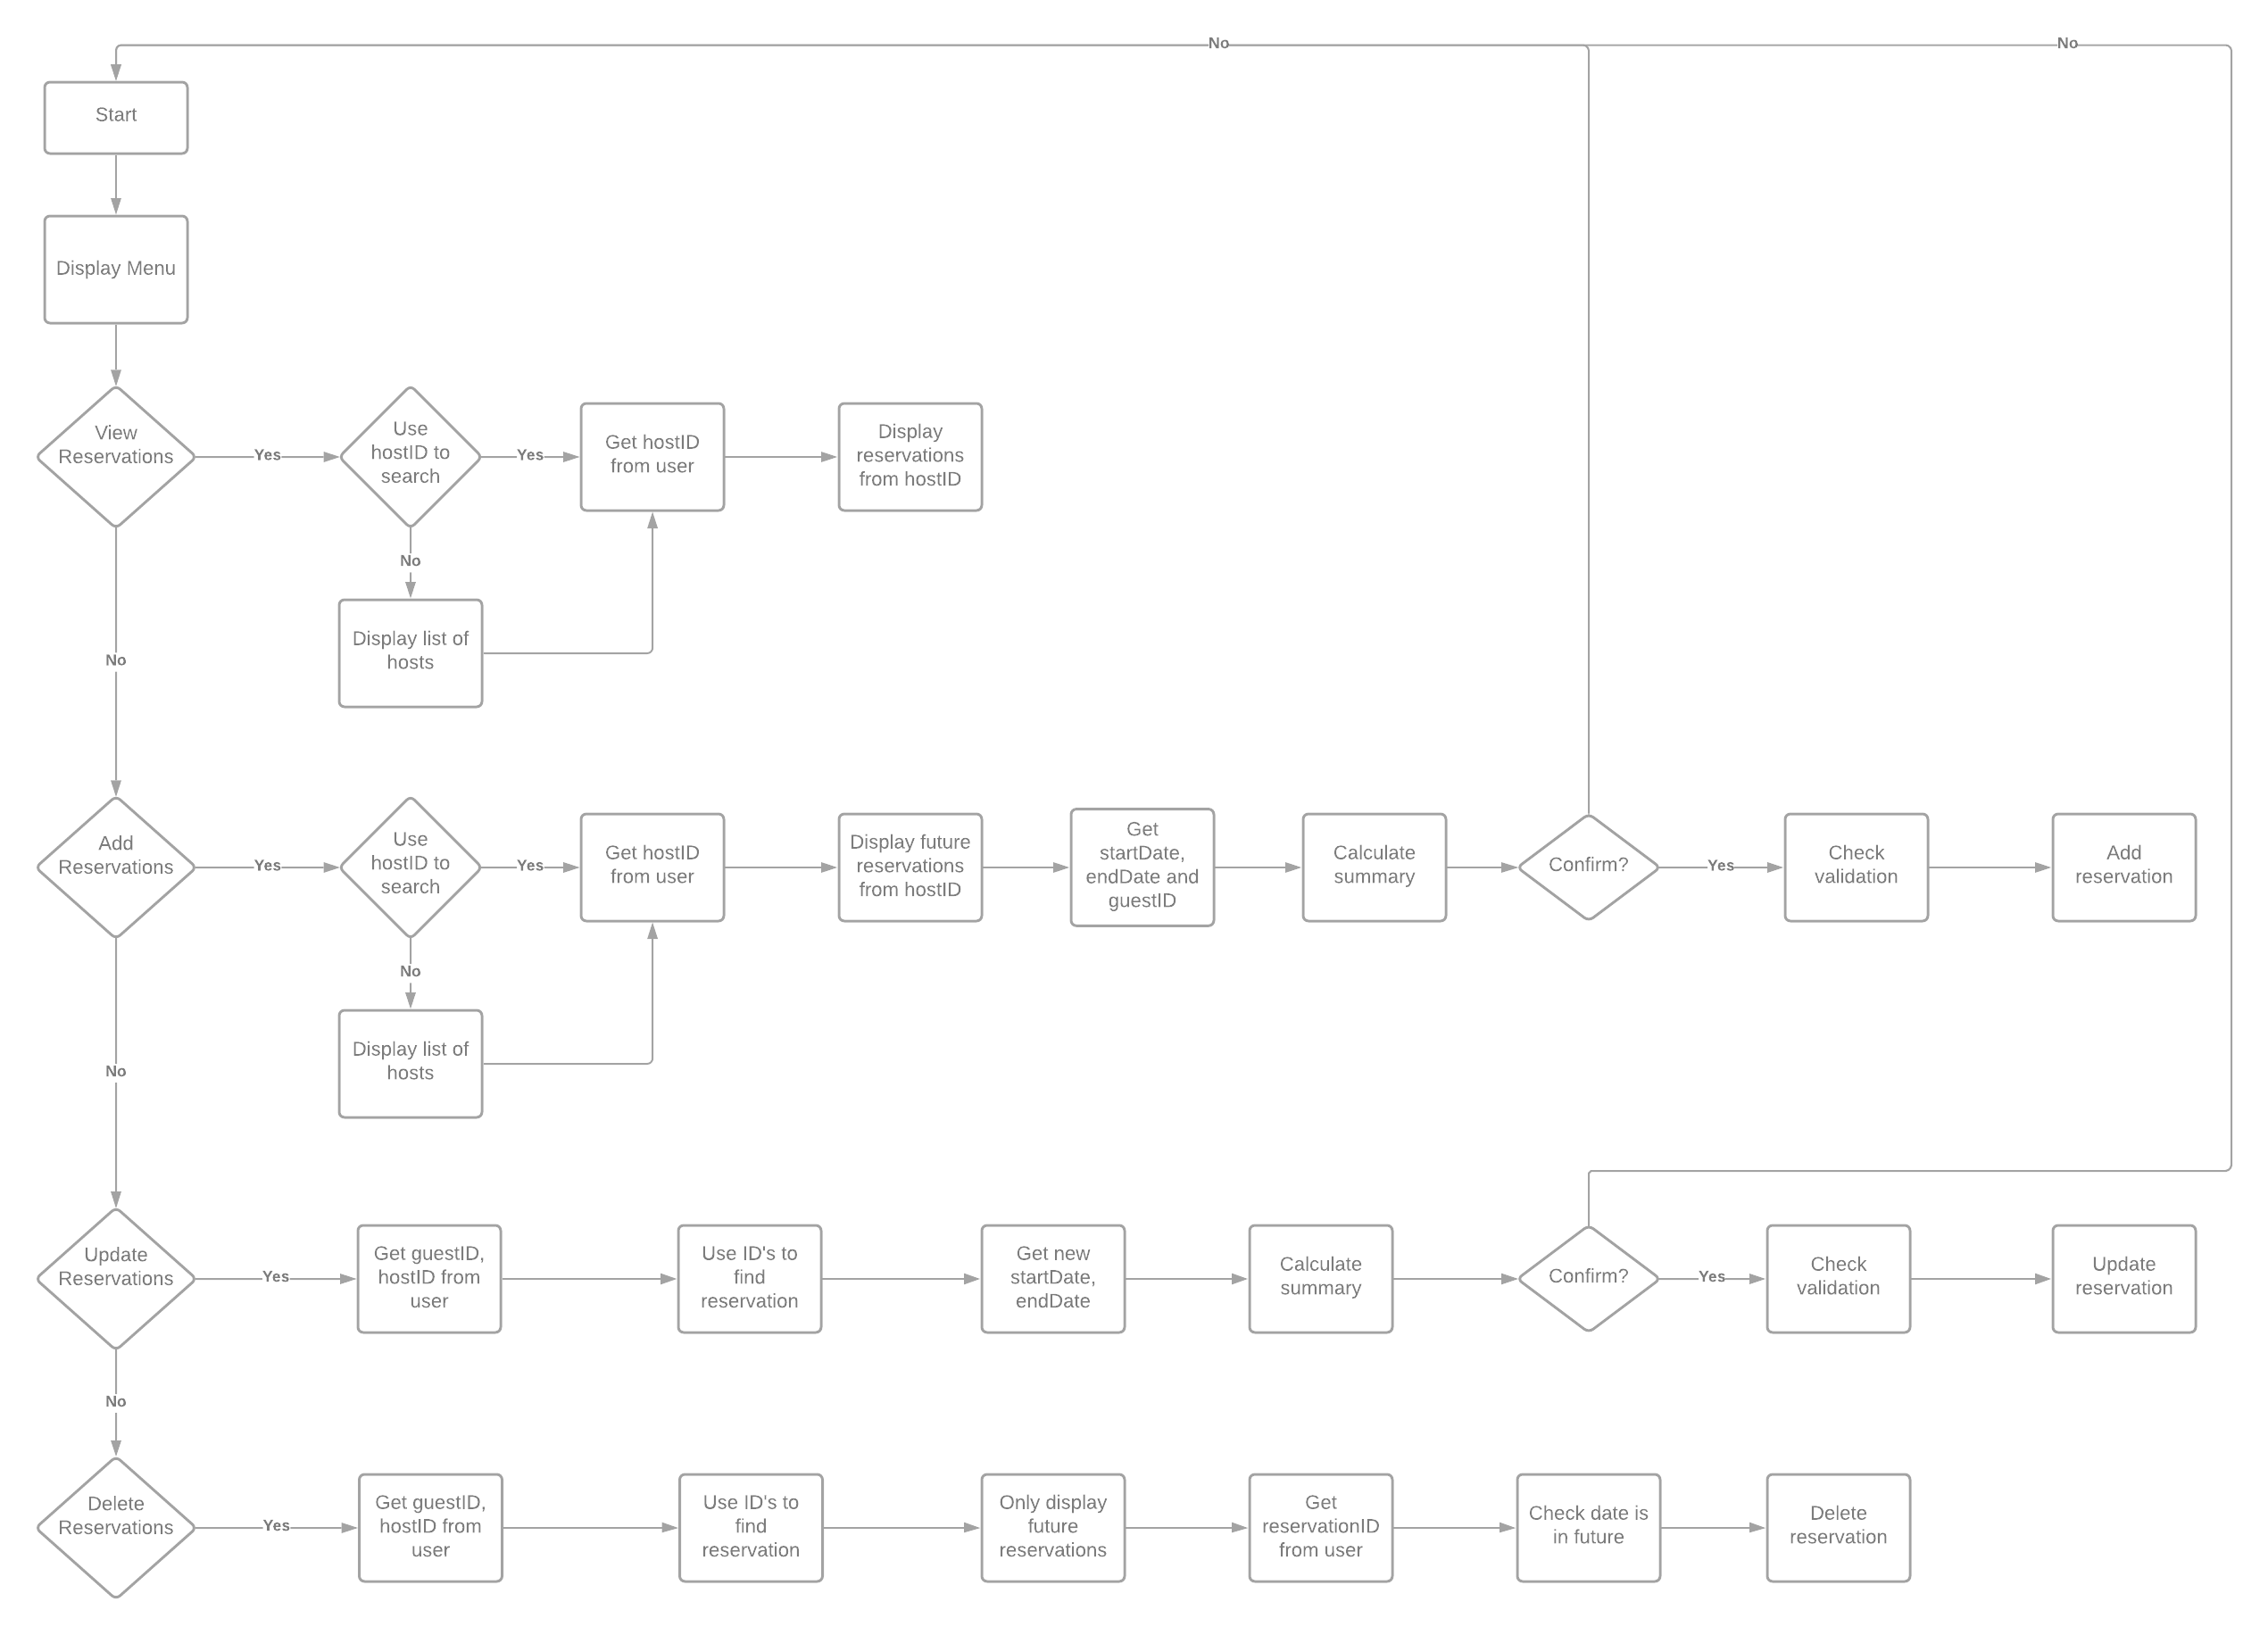 No
No
Start
Display Menu
View
Reservations
Yes
Use
hostID to
search
Yes
Get hostID
from user
Display
reservations
from hostID
No
Display list of
hosts
No
Add
Reservations
Yes
Use
hostID to
search
Yes
Get hostID
from user
Display future
reservations
from hostID
Get
startDate,
endDate and
guestID
Calculate
summary
Confirm?
Yes
Check
validation
Add
reservation
No
Display list of
hosts
No
Update
Reservations
Yes
Get guestID,
hostID from
user
Use ID's to
find
reservation
Get new
startDate,
endDate
Calculate
summary
Confirm?
Yes
Check
validation
Update
reservation
No
Delete
Reservations
Yes
Get guestID,
hostID from
user
Use ID's to
find
reservation
Only display
future
reservations
Get
reservationID
from user
Check date is
in future
Delete
reservation